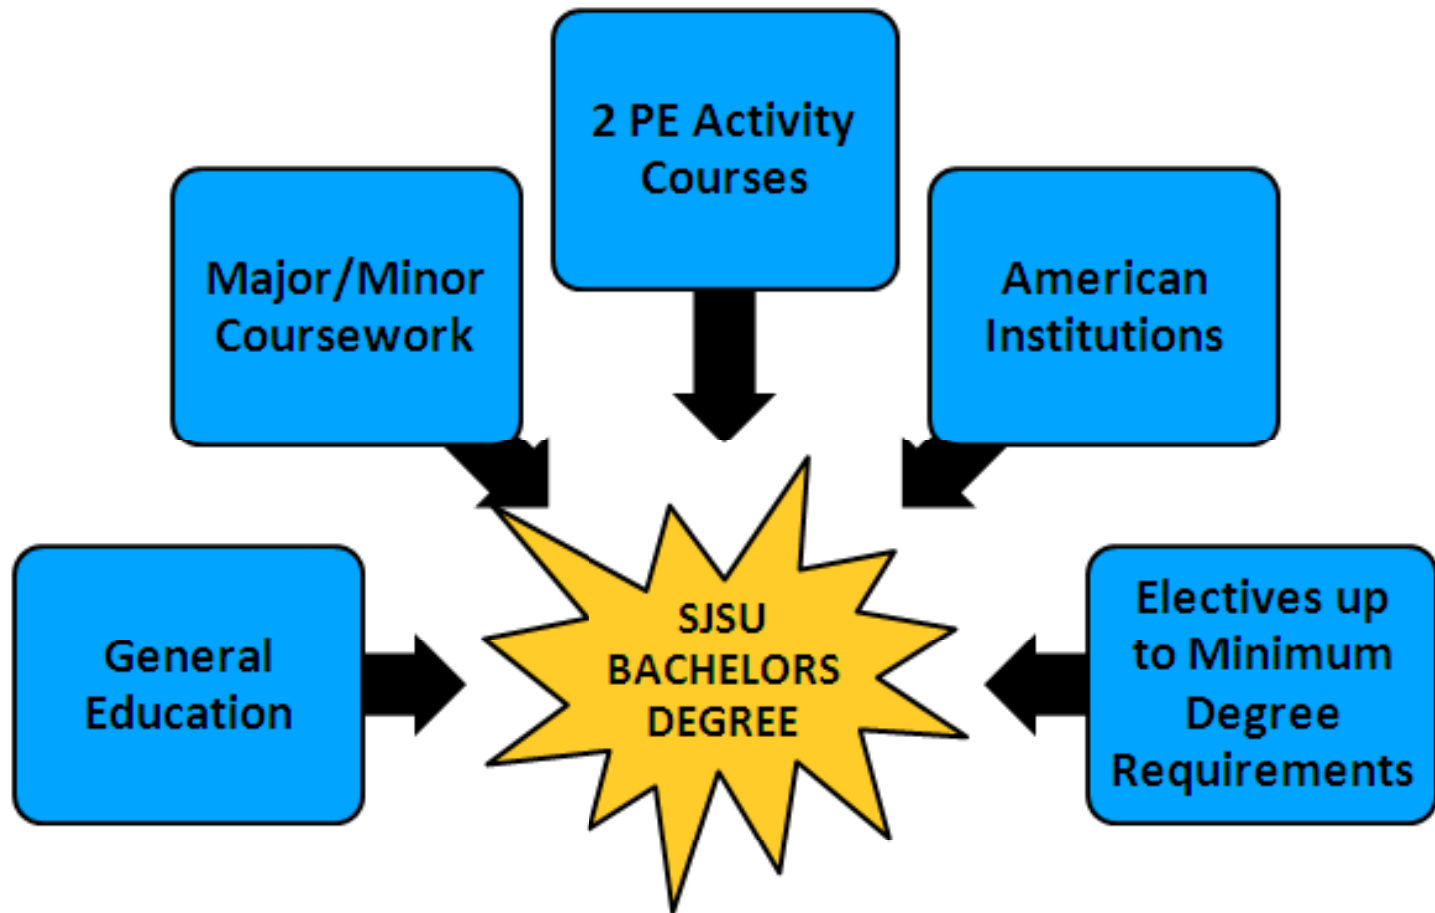 2 PE Activity
Courses
Major/Minor
Coursework
American
Institutions
General
Education
SJSU
BACHELORS
DEGREE
Electives up
to Minimum
Degree
Requirements